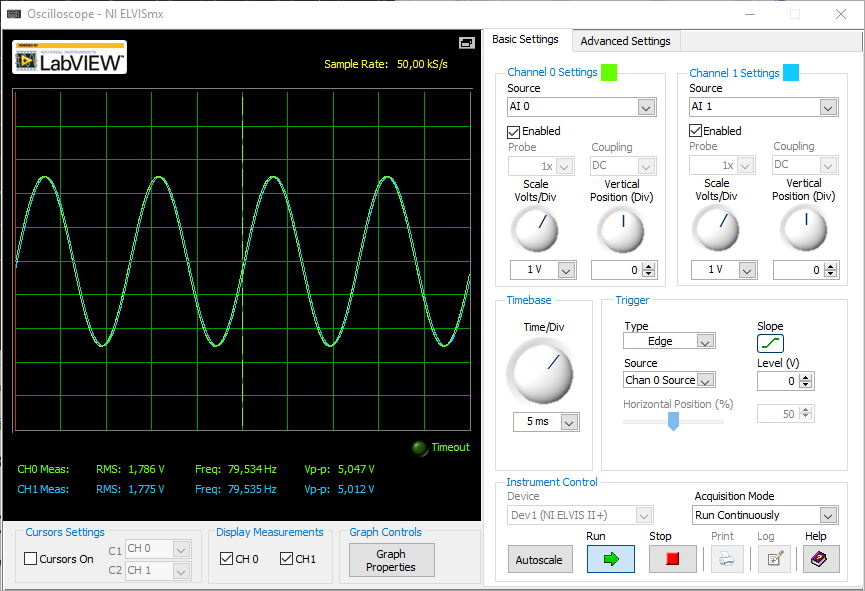 Oscilloscope - NI ELVISmx
POWERED BY
NATIONAL INSTRUMENTS
LabVIEW™
Sample Rate: 50,00 kS/s
Timeout
CH0 Meas: RMS: 1,786 V Freq: 79,534 Hz Vp-p: 5,047 V
CH1 Meas: RMS: 1,775 V Freq: 79,535 Hz Vp-p: 5,012 V
Cursors Settings
Cursors On
C1 CH 0
C2 CH 1
Display Measurements
CH 0 CH1
Graph Controls
Graph
Properties
Basic Settings Advanced Settings
Channel 0 Settings
Source
AI 0
Enabled
Probe Coupling
1x DC
Scale Vertical
Volts/Div Position (Div)
1 V 0
Channel 1 Settings
Source
AI 1
Enabled
Probe Coupling
1x DC
Scale Vertical
Volts/Div Position (Div)
1 V 0
Timebase
Time/Div
5 ms
Trigger
Type Slope
Edge
Source Level (V)
Chan 0 Source 0
Horizontal Position (%)
50
Instrument Control
Device Acquisition Mode
Dev1 (NI ELVIS II+) Run Continuously
Run Stop Print Log Help
Autoscale